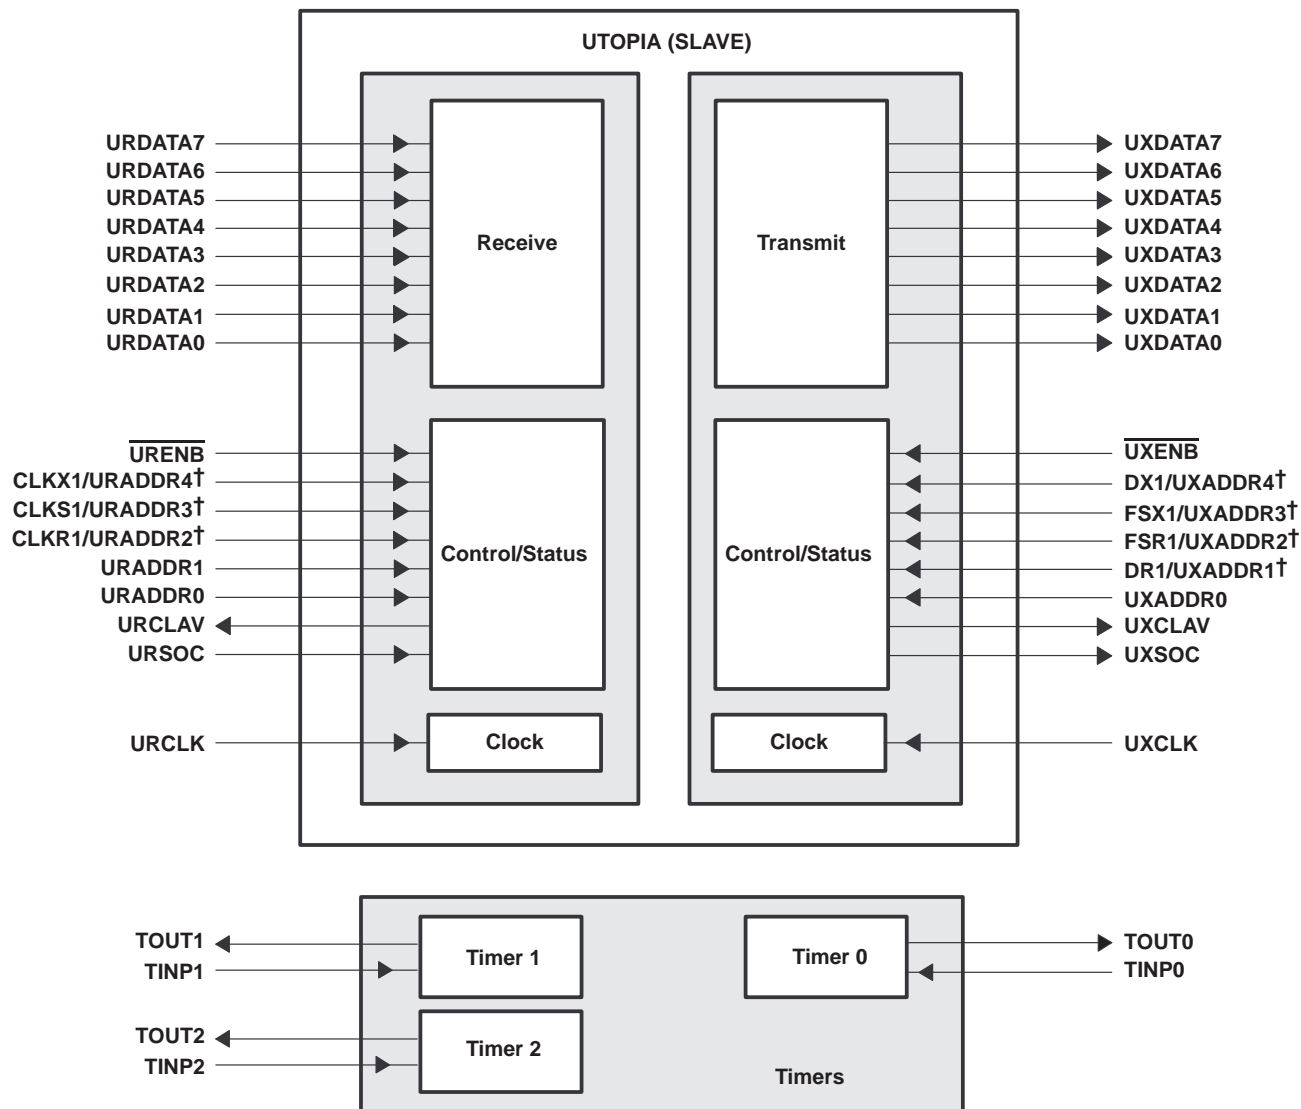 UTOPIA (SLAVE)
URDATA7
URDATA6
URDATA5
URDATA4
URDATA3
URDATA2
URDATA1
URDATA0
Receive
Transmit
UXDATA7
UXDATA6
UXDATA5
UXDATA4
UXDATA3
UXDATA2
UXDATA1
UXDATA0
URENB
CLKX1/URADDR4†
CLKS1/URADDR3†
CLKR1/URADDR2†
URADDR1
URADDR0
URCLAV
URSOC
Control/Status
Control/Status
UXENB
DX1/UXADDR4†
FSX1/UXADDR3†
FSR1/UXADDR2†
DR1/UXADDR1†
UXADDR0
UXCLAV
UXSOC
URCLK
Clock
Clock
UXCLK
TOUT1
TINP1
Timer 1
Timer 0
TOUT0
TINP0
TOUT2
TINP2
Timer 2
Timers